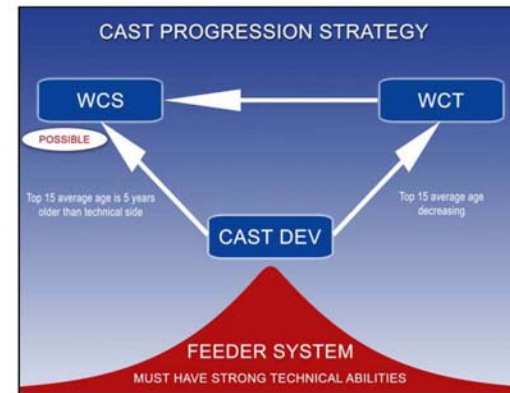 CAST PROGRESSION STRATEGY
WCS
WCT
POSSIBLE
Top 15 average age is 5 years
older than technical side
Top 15 average age
decreasing
CAST DEV
FEEDER SYSTEM
MUST HAVE STRONG TECHNICAL ABILITIES